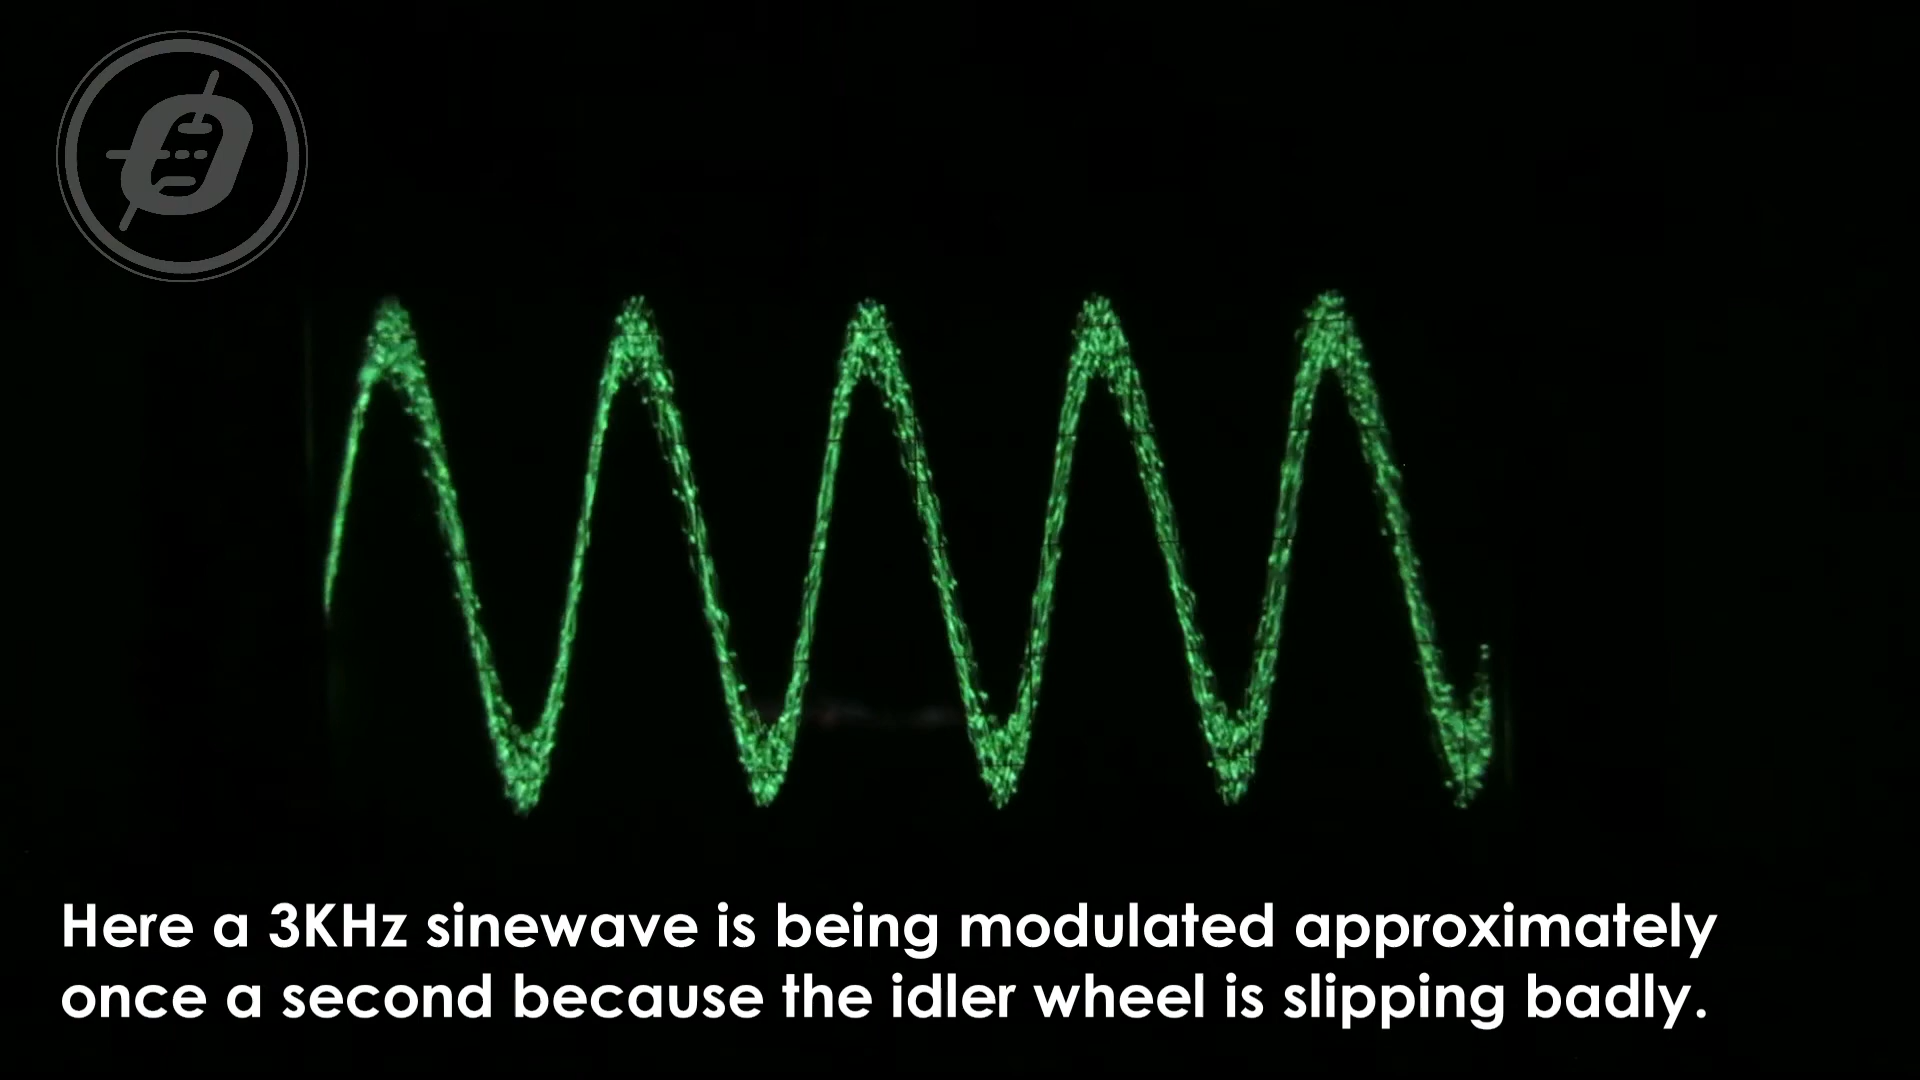 Here a 3KHz sinewave is being modulated approximately
once a second because the idler wheel is slipping badly.